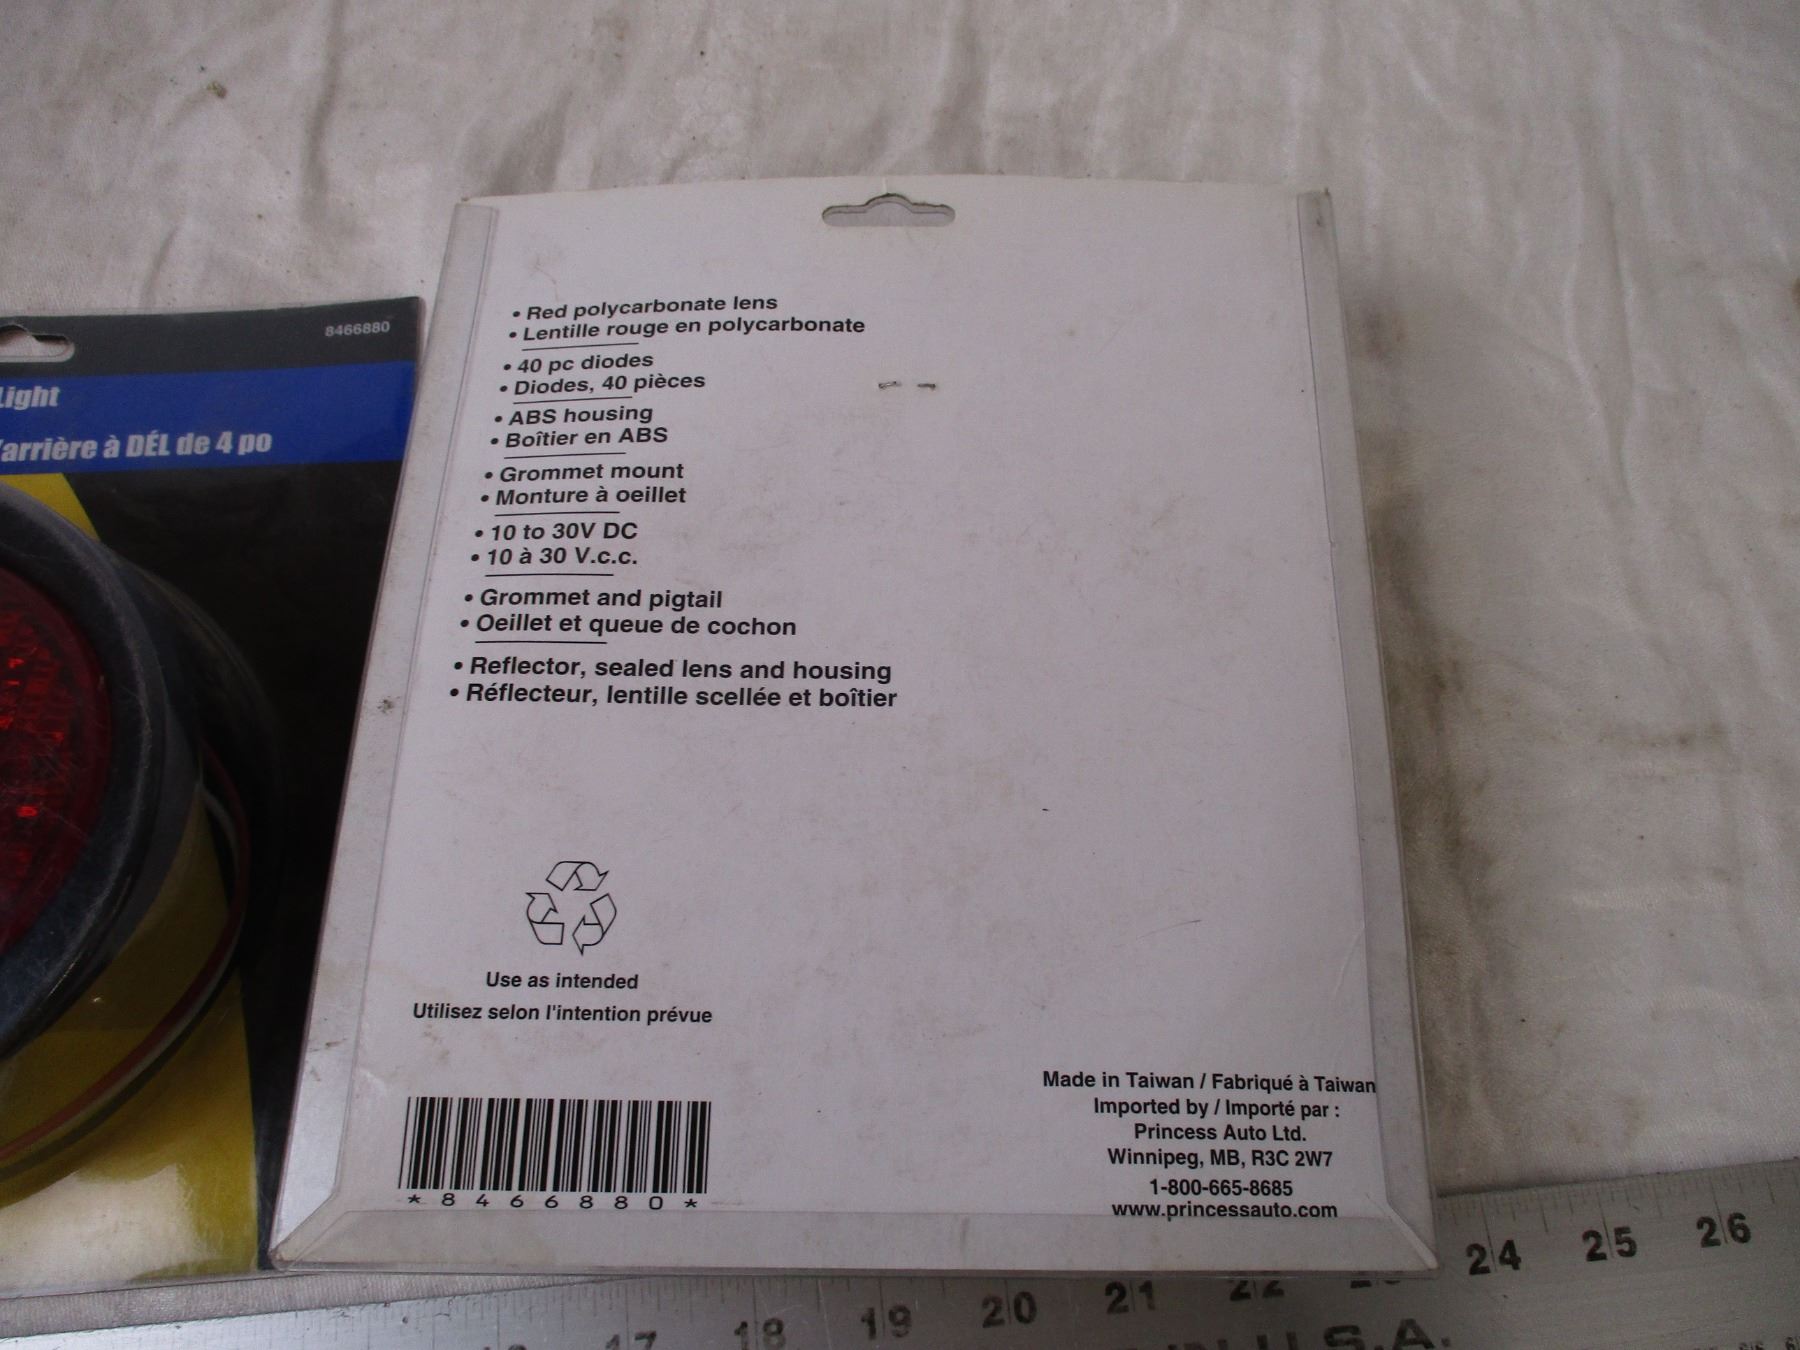 8466880
Light
arrière à DÉL de 4 po
• Red polycarbonate lens
• Lentille rouge en polycarbonate
• 40 pc diodes
• Diodes, 40 pièces
• ABS housing
• Boîtier en ABS
• Grommet mount
• Monture à oeillet
• 10 to 30V DC
• 10 à 30 V.c.c.
• Grommet and pigtail
• Oeillet et queue de cochon
• Reflector, sealed lens and housing
• Réflecteur, lentille scellée et boîtier
Use as intended
Utilisez selon l'intention prévue
*8466880*
Made in Taiwan / Fabriqué à Taiwan
Imported by / Importé par :
Princess Auto Ltd.
Winnipeg, MB, R3C 2W7
1-800-665-8685
www.princessauto.com
17 18 19 20 21 22 23 24 25 26
U.S.A.